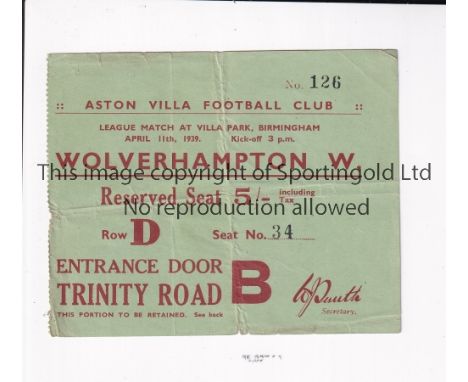 No. 126
:: ASTON VILLA FOOTBALL CLUB ::
LEAGUE MATCH AT VILLA PARK, BIRMINGHAM
APRIL 11th, 1939. Kick-off 3 p.m.
WOLVERHAMPTON W.
This image copyright of Sportingold Ltd
Reserved Seat 5/- including Tax
No reproduction allowed
Row D Seat No. 34
ENTRANCE DOOR
TRINITY ROAD B
Secretary.
THIS PORTION TO BE RETAINED. See back